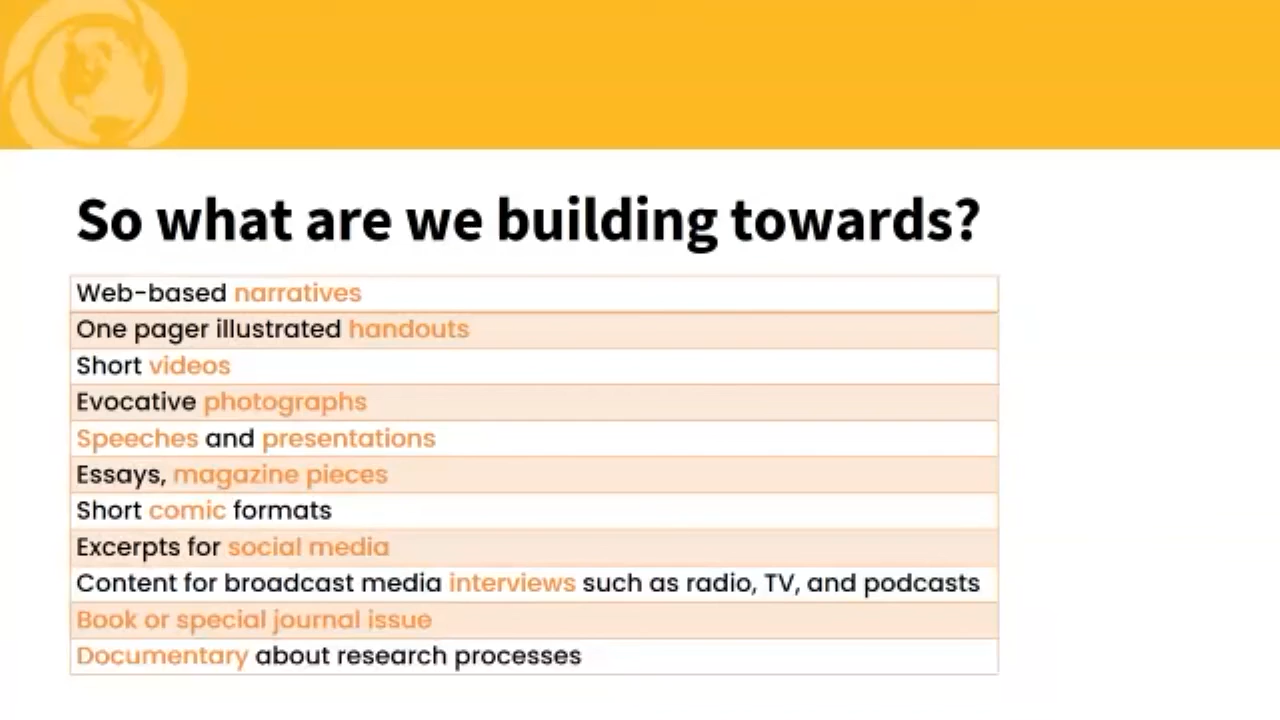 So what are we building towards?
Web-based narratives
One pager illustrated handouts
Short videos
Evocative photographs
Speeches and presentations
Essays, magazine pieces
Short comic formats
Excerpts for social media
Content for broadcast media interviews such as radio, TV, and podcasts
Book or special journal issue
Documentary about research processes